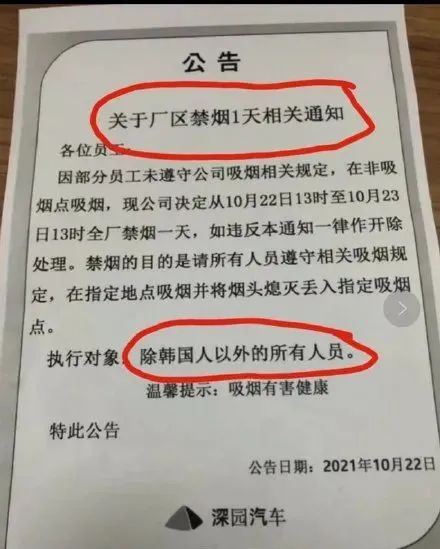 公告
关于厂区禁烟1天相关通知
各位员工:
因部分员工未遵守公司吸烟相关规定，在非吸
烟点吸烟，现公司决定从10月22日13时至10月23
日13时全厂禁烟一天，如违反本通知一律作开除
处理。禁烟的目的是请所有人员遵守相关吸烟规
定，在指定地点吸烟并将烟头熄灭丢入指定吸烟
点。
执行对象：除韩国人以外的所有人员。
温馨提示：吸烟有害健康
特此公告
公告日期：2021年10月22日
深园汽车